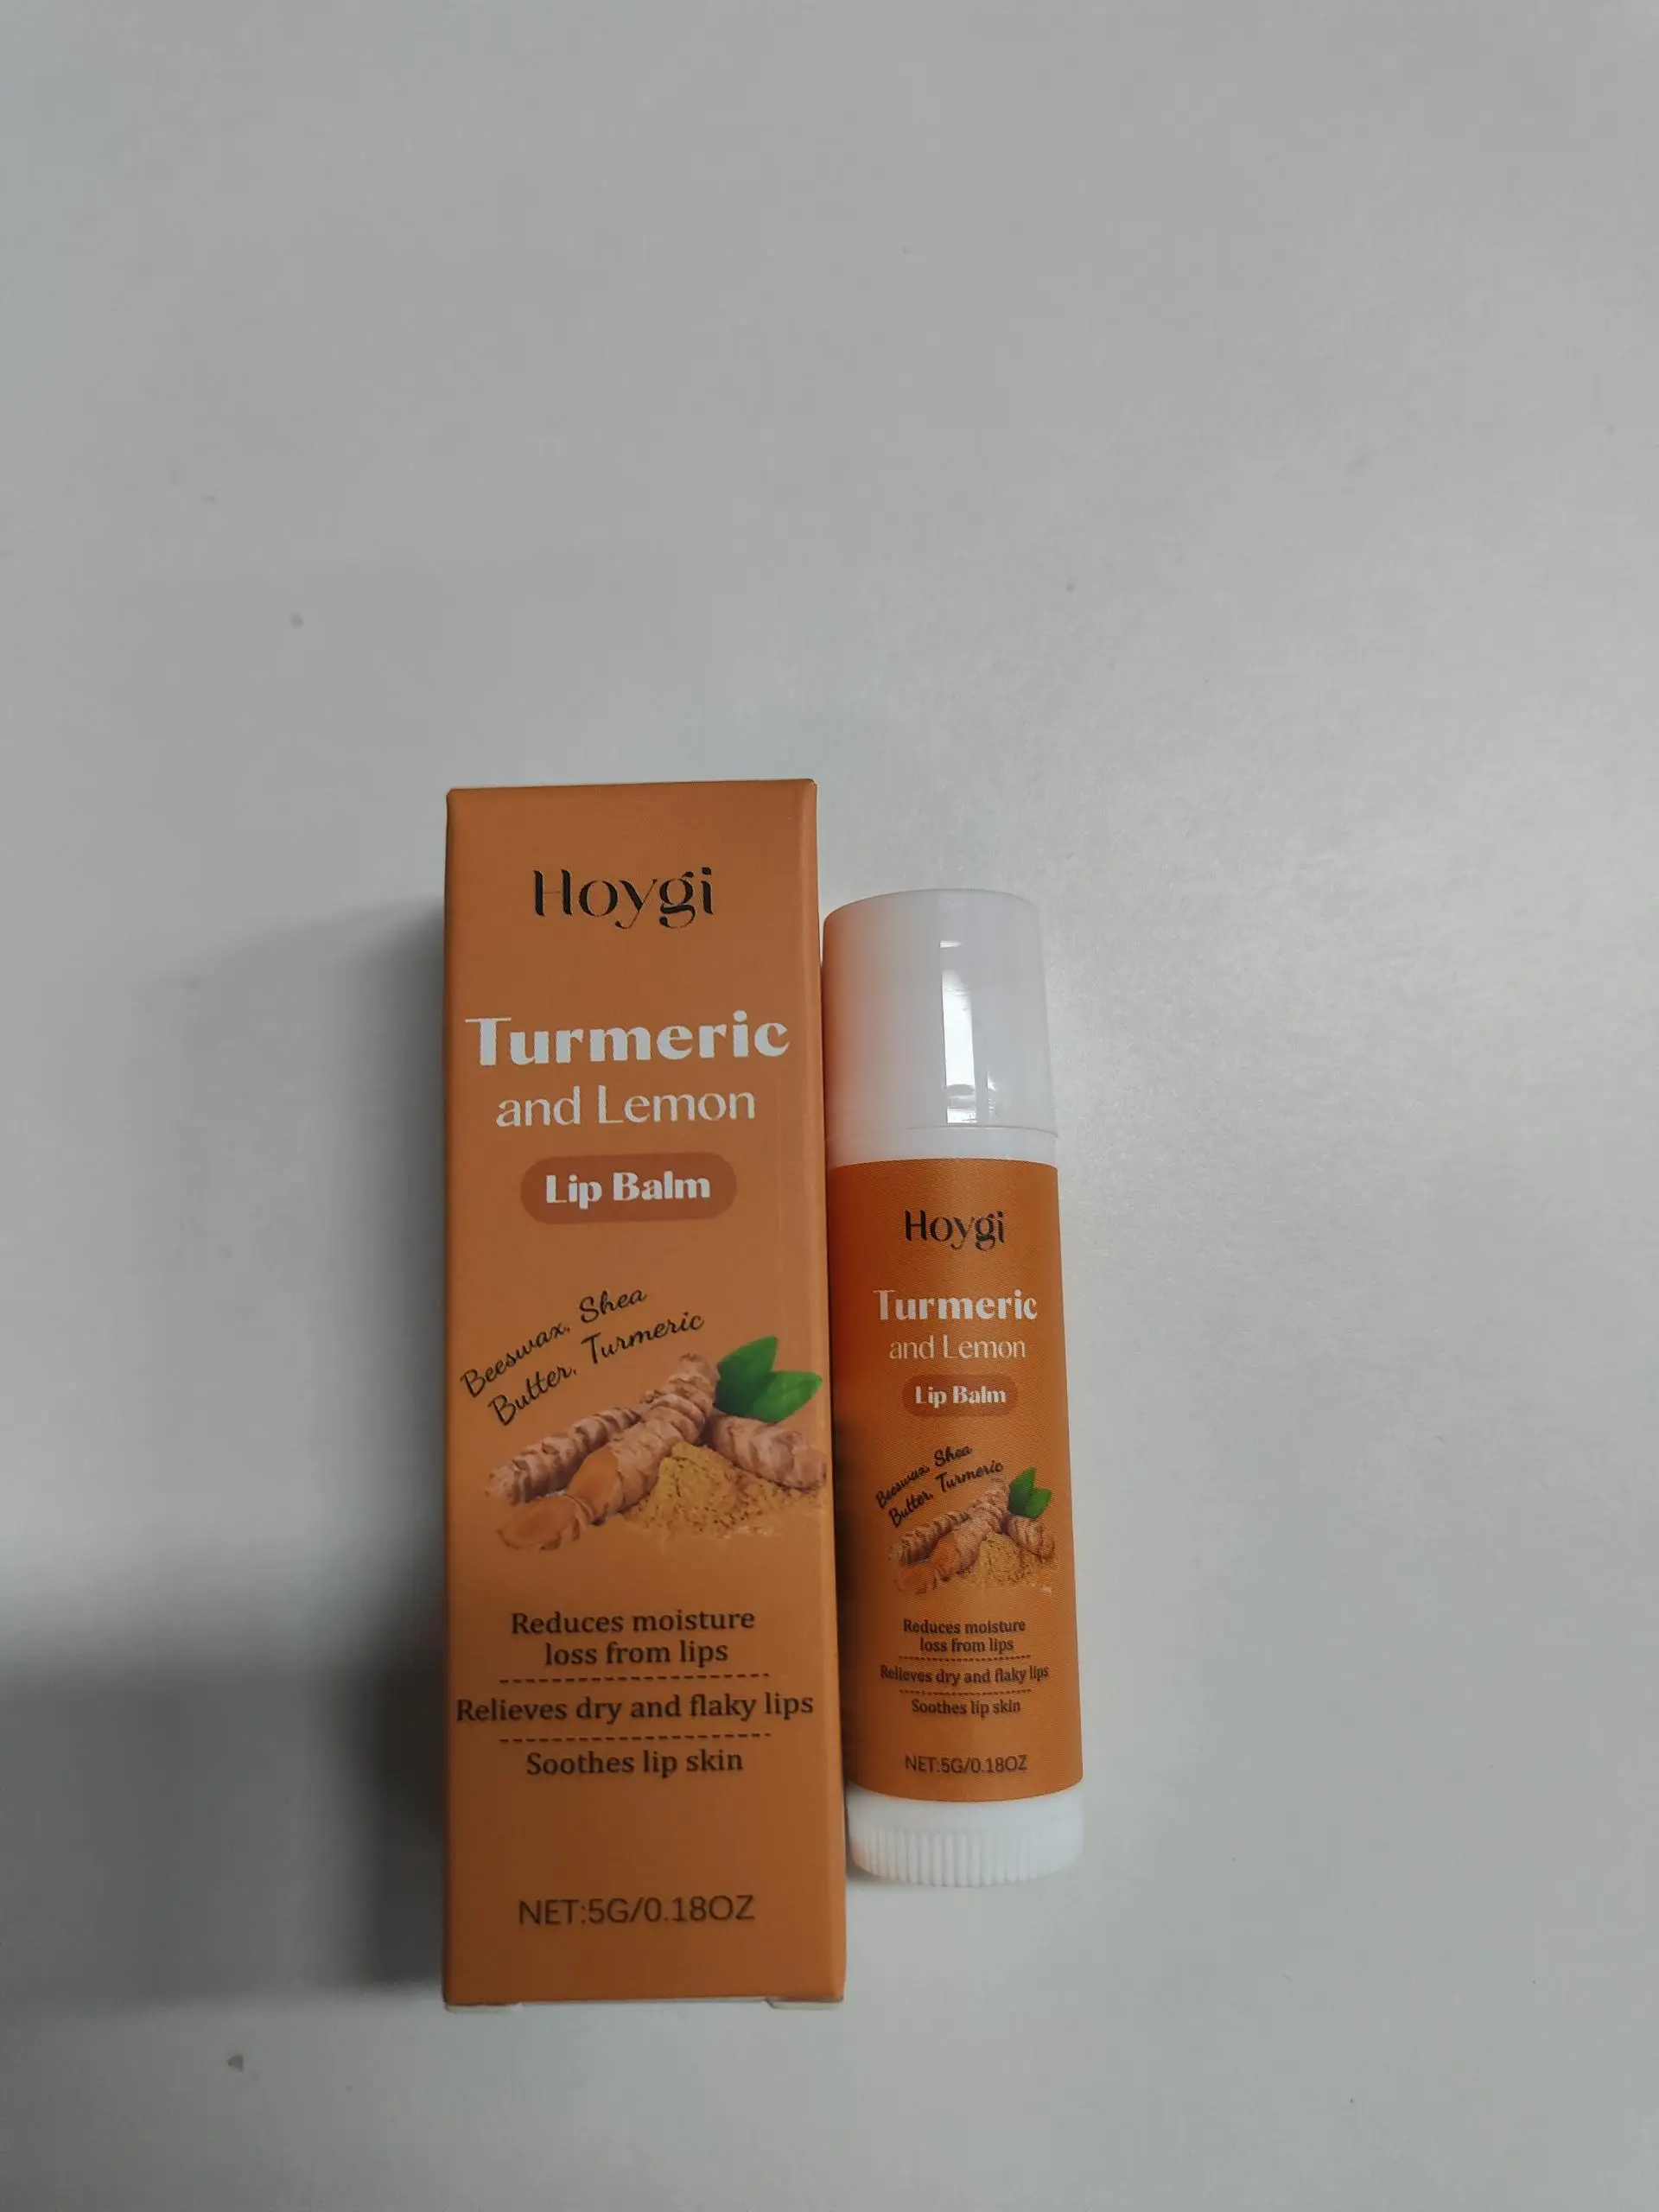 Hoygi
Turmeric
and Lemon
Lip Balm
Beeswax, Shea
Butter, Turmeric
Reduces moisture
loss from lips
Relieves dry and flaky lips
Soothes lip skin
NET:5G/0.18OZ
Hoygi
Turmeric
and Lemon
Lip Balm
Beeswax, Shea
Butter, Turmeric
Reduces moisture
loss from lips
Relieves dry and flaky lips
Soothes lip skin
NET:5G/0.18OZ